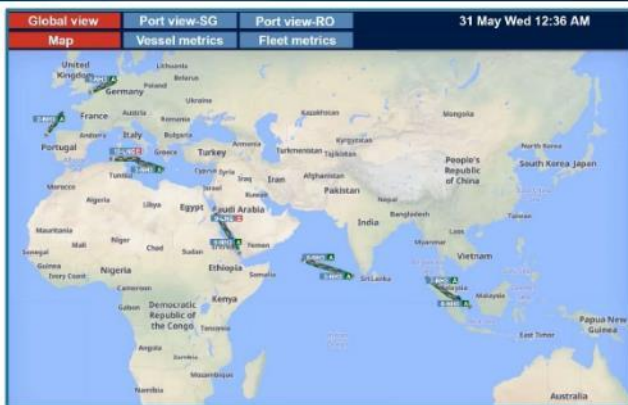 Global view Port view-SG Port view-RO 31 May Wed 12:36 AM
Map Vessel metrics Fleet metrics
United Kingdom
Lithuania
Belarus
Germany
Poland
Ukraine
France
Austria
Romania
Kazakhstan
Mongolia
Andorra
Italy
Bulgaria
Portugal
Greece
Turkey
Armenia
Turkmenistan
Tajikistan
Kyrgyzstan
North Korea
South Korea
Japan
Tunisia
Cyprus
Syria
Iraq
Iran
Afghanistan
People's Republic of China
Morocco
Israel
Kuwait
Pakistan
Nepal
Algeria
Libya
Egypt
Saudi Arabia
Bangladesh
Taiwan
India
Mauritania
Mali
Niger
Chad
Sudan
Eritrea
Yemen
Myanmar
Laos
Senegal
Guinea
Ivory Coast
Nigeria
Ethiopia
Somalia
Sri Lanka
Vietnam
Cameroon
Gabon
Kenya
Malaysia
Malaysia
Democratic Republic of the Congo
Tanzania
Papua New Guinea
East Timor
Angola
Zambia
Mozambique
Namibia
Australia